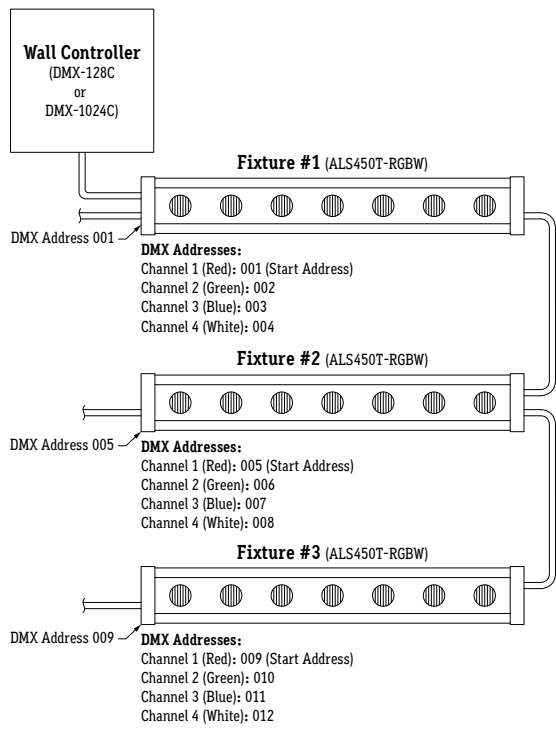 Wall Controller
(DMX-128C
or
DMX-1024C)
Fixture #1 (ALS450T-RGBW)
DMX Address 001
DMX Addresses:
Channel 1 (Red): 001 (Start Address)
Channel 2 (Green): 002
Channel 3 (Blue): 003
Channel 4 (White): 004
Fixture #2 (ALS450T-RGBW)
DMX Address 005
DMX Addresses:
Channel 1 (Red): 005 (Start Address)
Channel 2 (Green): 006
Channel 3 (Blue): 007
Channel 4 (White): 008
Fixture #3 (ALS450T-RGBW)
DMX Address 009
DMX Addresses:
Channel 1 (Red): 009 (Start Address)
Channel 2 (Green): 010
Channel 3 (Blue): 011
Channel 4 (White): 012